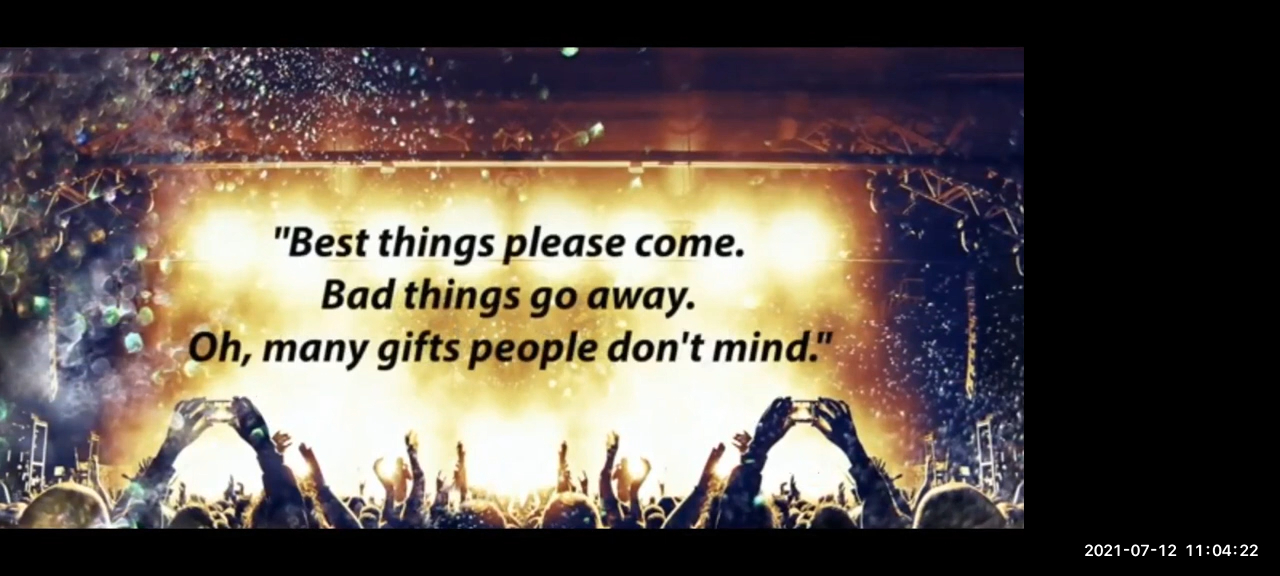 "Best things please come.
Bad things go away.
Oh, many gifts people don't mind."
2021-07-12 11:04:22